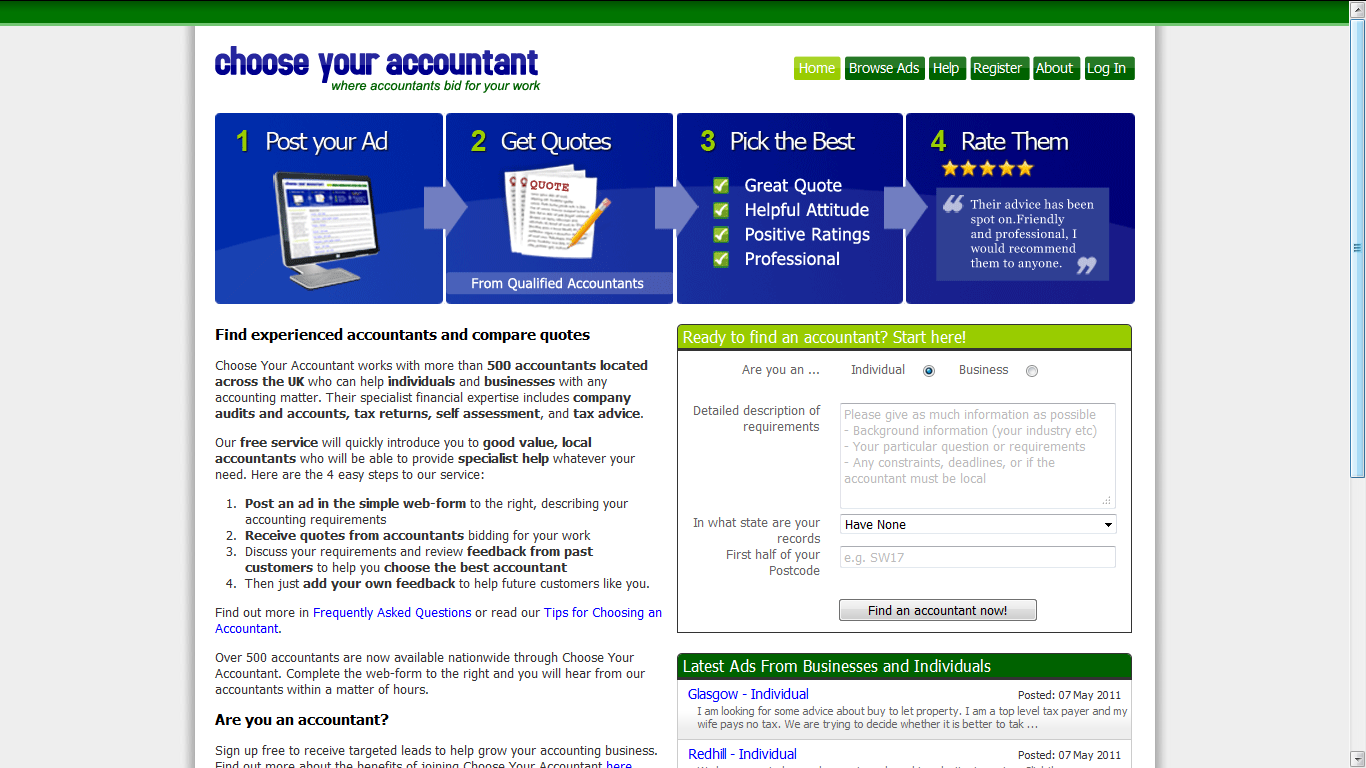 choose your accountant
where accountants bid for your work
Home
Browse Ads
Help
Register
About
Log In
1 Post your Ad
2 Get Quotes
QUOTE
From Qualified Accountants
3 Pick the Best
Great Quote
Helpful Attitude
Positive Ratings
Professional
4 Rate Them
“ Their advice has been
spot on.Friendly
and professional, I
would recommend
them to anyone. ”
Find experienced accountants and compare quotes
Choose Your Accountant works with more than 500 accountants located
across the UK who can help individuals and businesses with any
accounting matter. Their specialist financial expertise includes company
audits and accounts, tax returns, self assessment, and tax advice.
Our free service will quickly introduce you to good value, local
accountants who will be able to provide specialist help whatever your
need. Here are the 4 easy steps to our service:
1. Post an ad in the simple web-form to the right, describing your
accounting requirements
2. Receive quotes from accountants bidding for your work
3. Discuss your requirements and review feedback from past
customers to help you choose the best accountant
4. Then just add your own feedback to help future customers like you.
Find out more in Frequently Asked Questions or read our Tips for Choosing an
Accountant.
Over 500 accountants are now available nationwide through Choose Your
Accountant. Complete the web-form to the right and you will hear from our
accountants within a matter of hours.
Are you an accountant?
Sign up free to receive targeted leads to help grow your accounting business.
Find out more about the benefits of joining Choose Your Accountant here
Ready to find an accountant? Start here!
Are you an ...
Individual
Business
Detailed description of
requirements
Please give as much information as possible
- Background information (your industry etc)
- Your particular question or requirements
- Any constraints, deadlines, or if the
accountant must be local
In what state are your
records
Have None
First half of your
Postcode
e.g. SW17
Find an accountant now!
Latest Ads From Businesses and Individuals
Glasgow - Individual
Posted: 07 May 2011
I am looking for some advice about buy to let property. I am a top level tax payer and my
wife pays no tax. We are trying to decide whether it is better to tak ...
Redhill - Individual
Posted: 07 May 2011